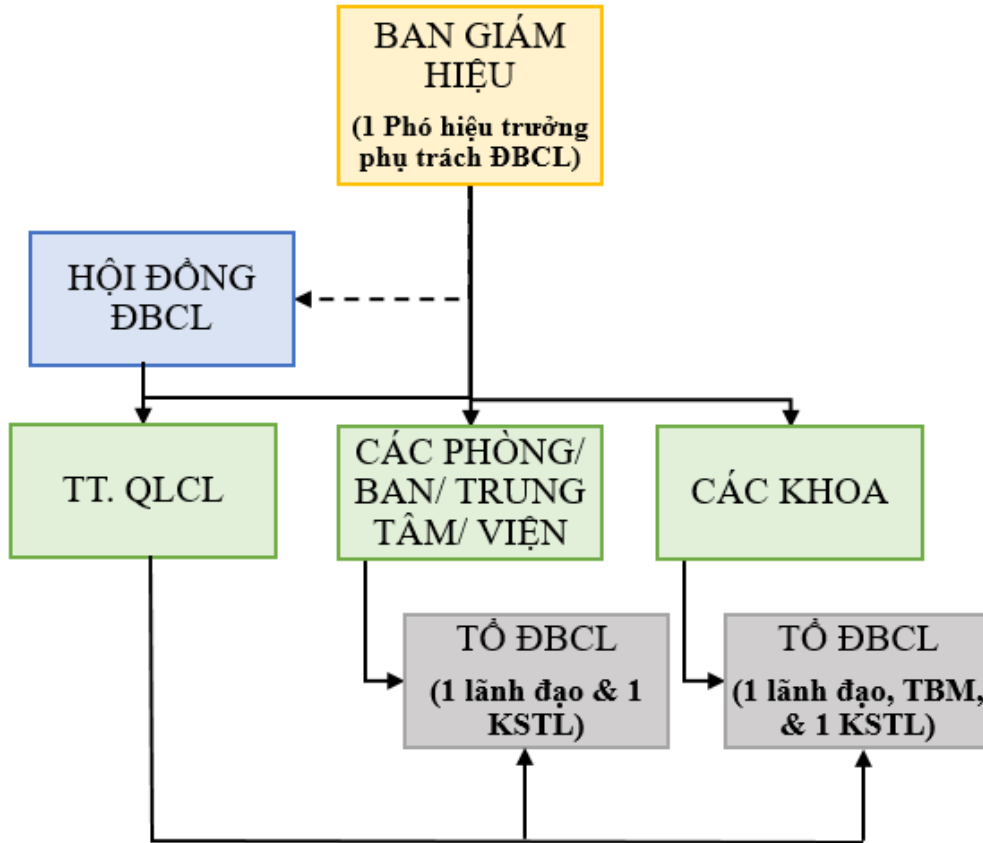 BAN GIÁM
HIỆU
(1 Phó hiệu trưởng
phụ trách ĐBCL)
HỘI ĐỒNG
ĐBCL
TT. QLCL
CÁC PHÒNG/
BAN/ TRUNG
TÂM/ VIỆN
CÁC KHOA
TỔ ĐBCL
(1 lãnh đạo & 1
KSTL)
TỔ ĐBCL
(1 lãnh đạo, TBM,
& 1 KSTL)